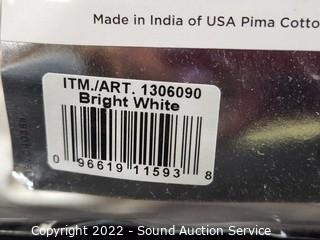 Made in India of USA Pima Cotto
ITM./ART. 1306090
Bright White
0 96619 11593 8
Copyright 2022 - Sound Auction Service